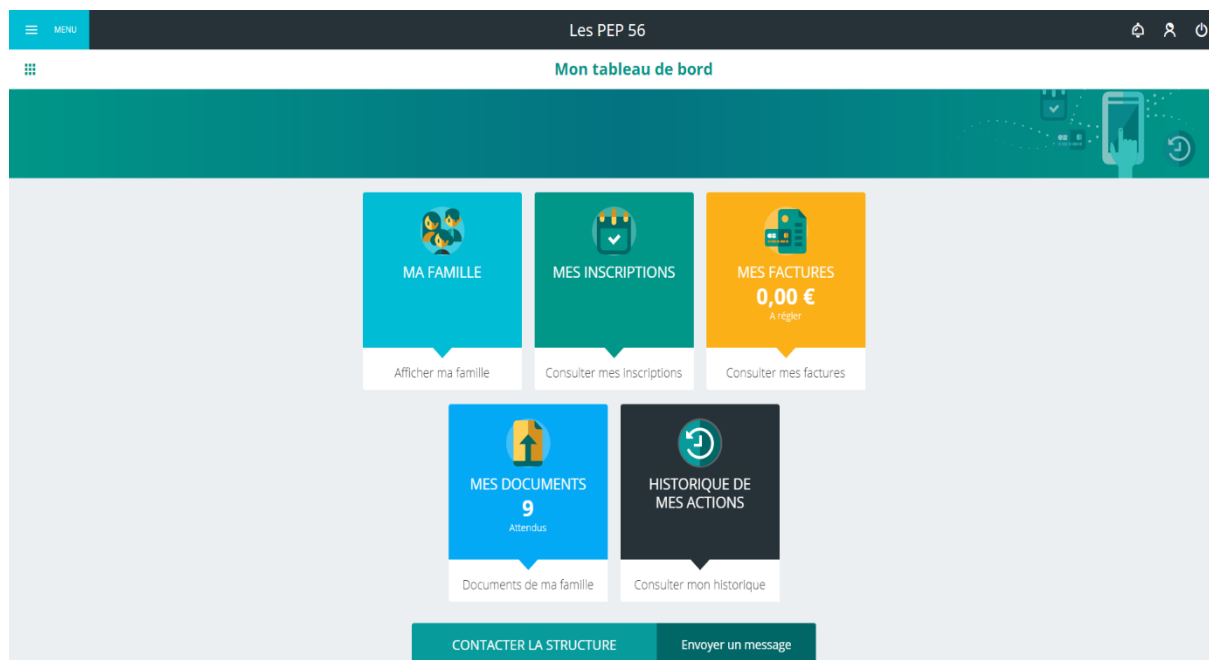 MENU
Les PEP 56
Mon tableau de bord
MA FAMILLE
MES INSCRIPTIONS
MES FACTURES
0,00 €
A régler
Afficher ma famille
Consulter mes inscriptions
Consulter mes factures
MES DOCUMENTS
9
Attendus
HISTORIQUE DE
MES ACTIONS
Documents de ma famille
Consulter mon historique
CONTACTER LA STRUCTURE
Envoyer un message